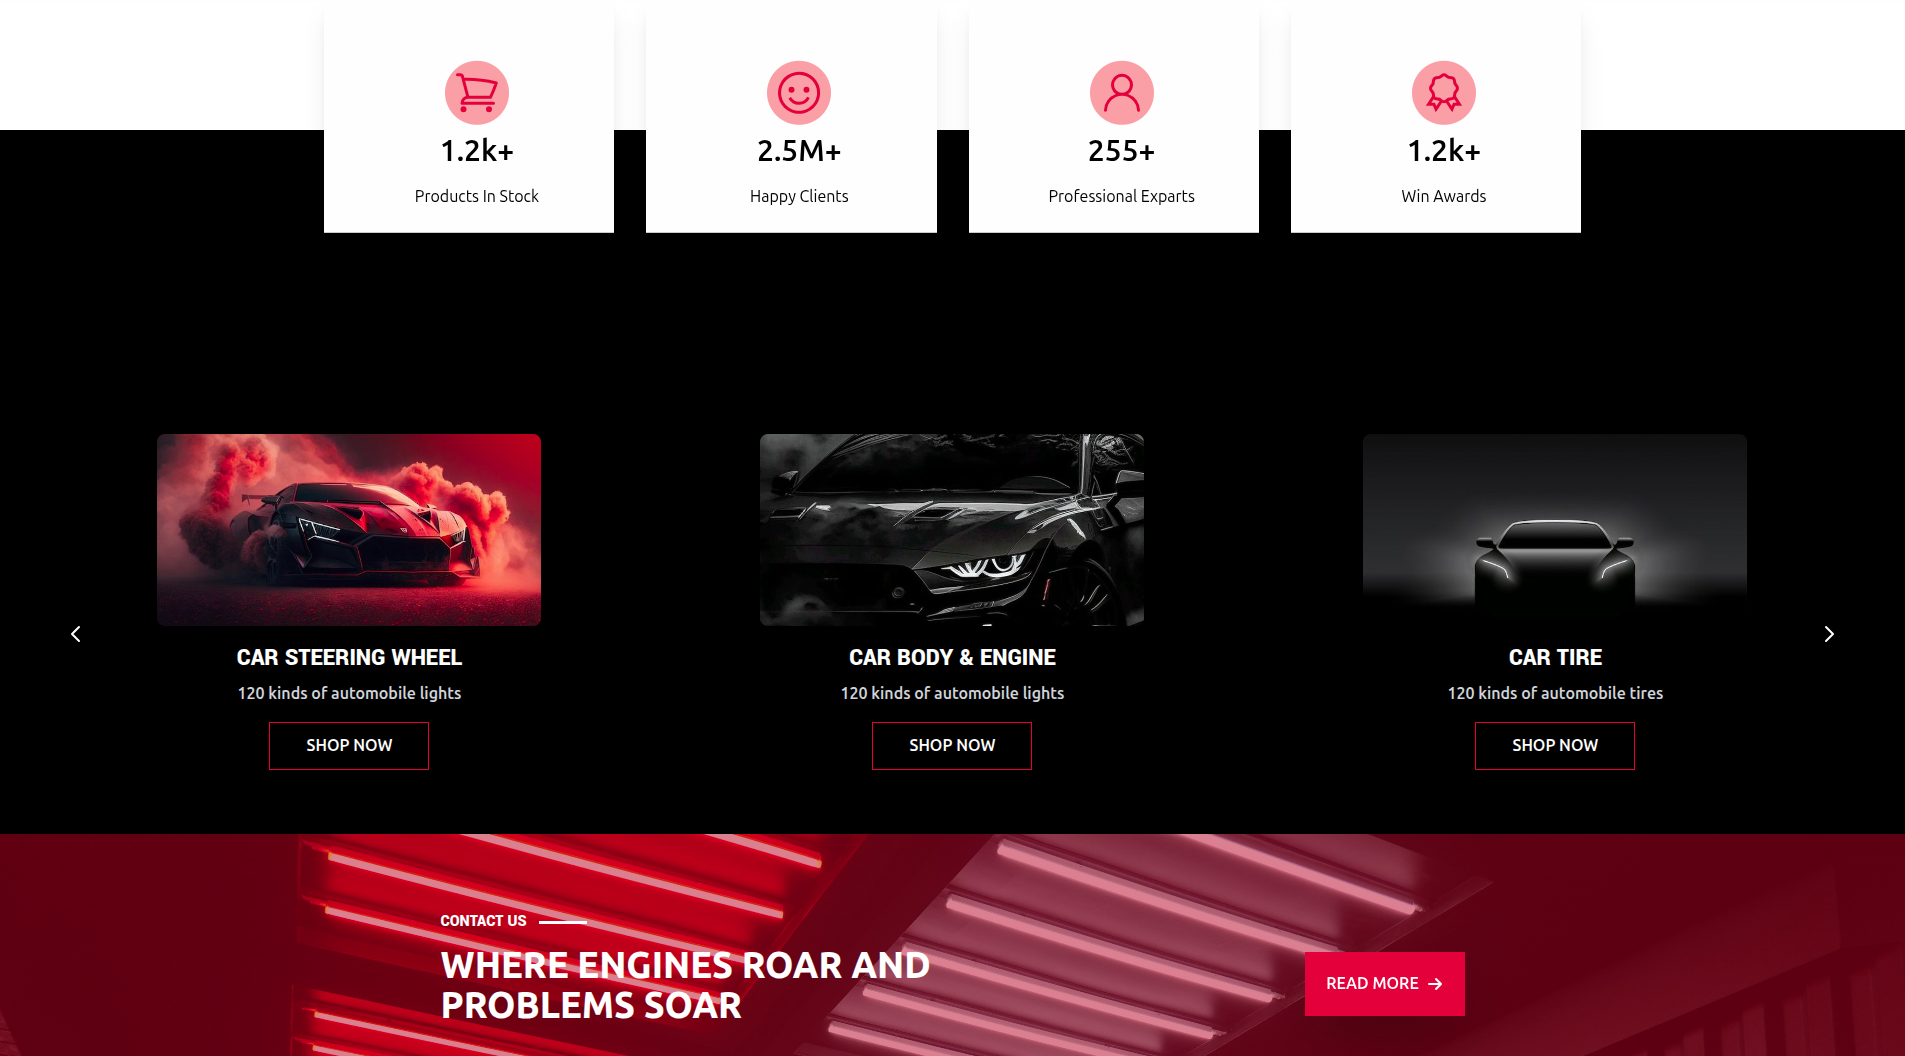 1.2k+
Products In Stock
2.5M+
Happy Clients
255+
Professional Exparts
1.2k+
Win Awards
CAR STEERING WHEEL
120 kinds of automobile lights
SHOP NOW
CAR BODY & ENGINE
120 kinds of automobile lights
SHOP NOW
CAR TIRE
120 kinds of automobile tires
SHOP NOW
CONTACT US
WHERE ENGINES ROAR AND
PROBLEMS SOAR
READ MORE